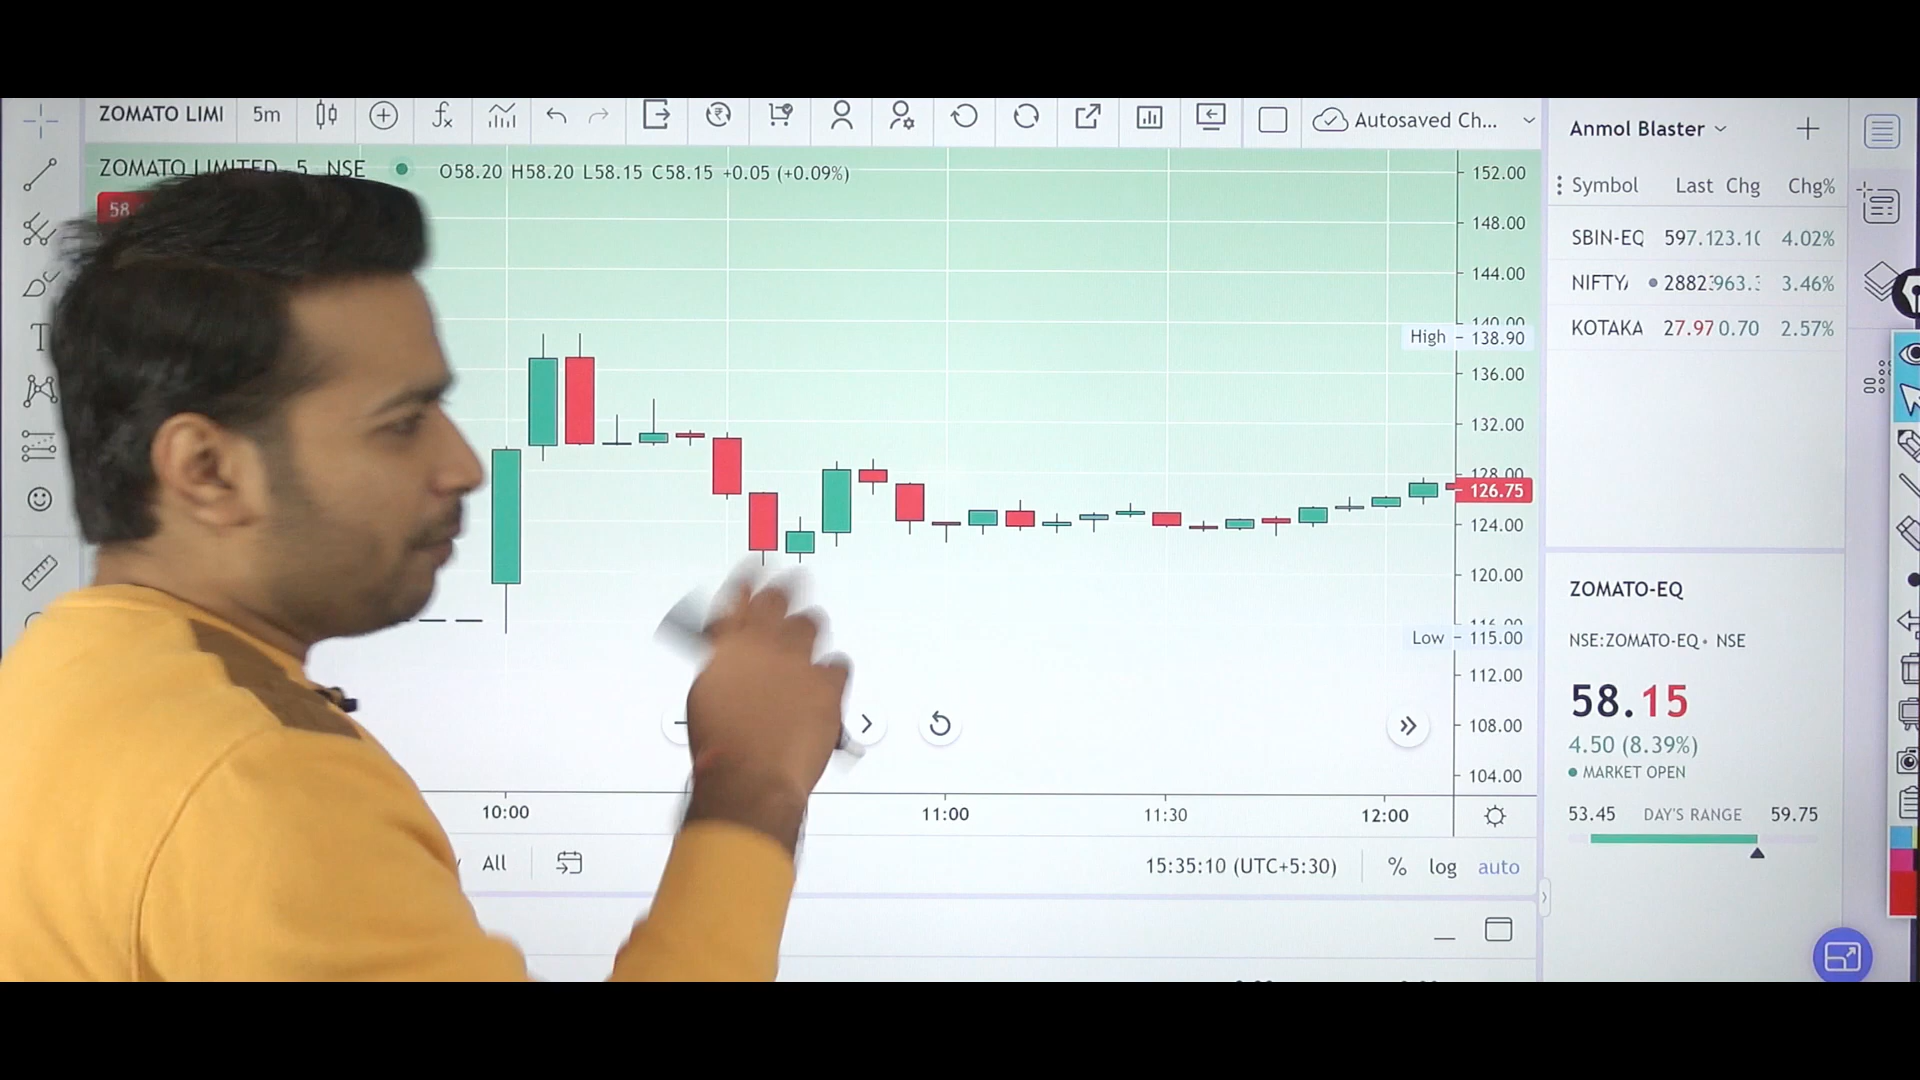 ZOMATO LIMI 5m Autosaved Ch...
ZOMATO LIMITED 5 NSE O58.20 H58.20 L58.15 C58.15 +0.05 (+0.09%)
58.
152.00
148.00
144.00
140.00
High 138.90
136.00
132.00
128.00
126.75
124.00
120.00
116.00
Low 115.00
112.00
108.00
104.00
10:00 11:00 11:30 12:00
All 15:35:10 (UTC+5:30) % log auto
Anmol Blaster
Symbol Last Chg Chg%
SBIN-EQ 597.1 23.10 4.02%
NIFTY 2882 963. 3.46%
KOTAKA 27.97 0.70 2.57%
ZOMATO-EQ
NSE:ZOMATO-EQ • NSE
58.15
4.50 (8.39%)
MARKET OPEN
53.45 DAY'S RANGE 59.75